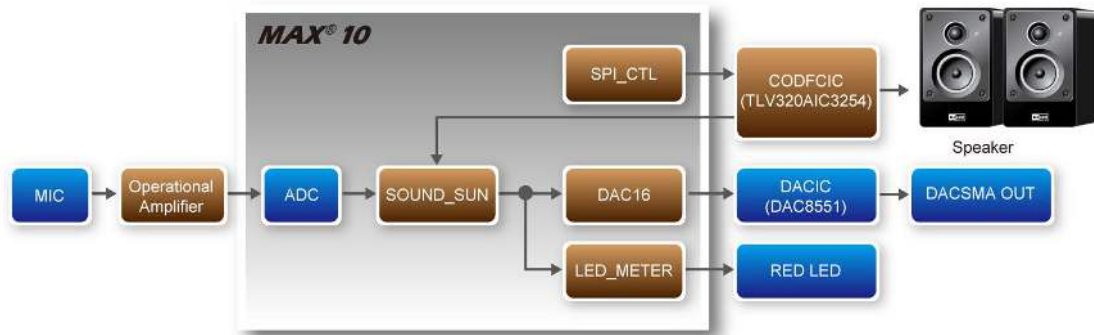 MAX® 10
SPI_CTL
CODFCIC
(TLV320AIC3254)
Speaker
MIC
Operational
Amplifier
ADC
SOUND_SUN
DAC16
DACIC
(DAC8551)
DACSMA OUT
LED_METER
RED LED